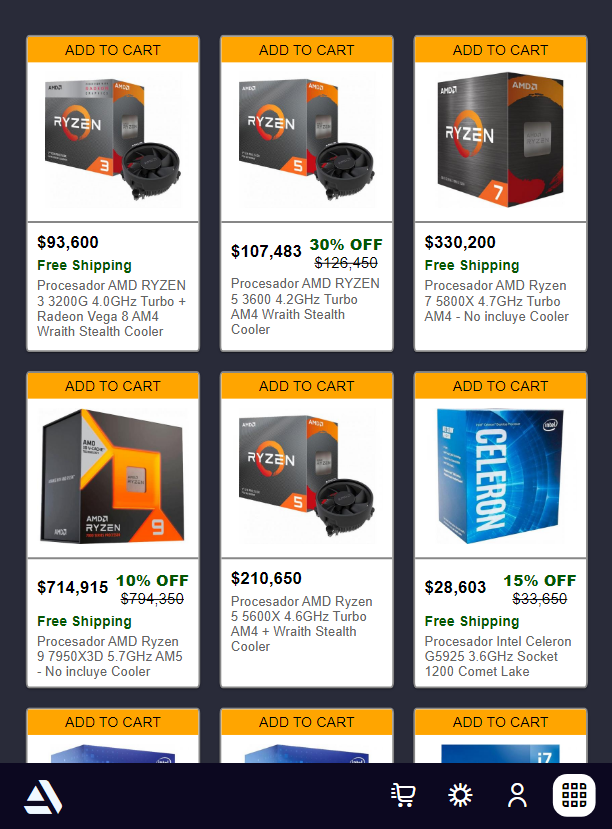 ADD TO CART
AMD
AMD
RYZEN
3
$93,600
Free Shipping
Procesador AMD RYZEN
3 3200G 4.0GHz Turbo +
Radeon Vega 8 AM4
Wraith Stealth Cooler
ADD TO CART
AMD
AMD
RYZEN
5
$107,483
30% OFF
$126,450
Procesador AMD RYZEN
5 3600 4.2GHz Turbo
AM4 Wraith Stealth
Cooler
ADD TO CART
AMD
AMD
RYZEN
7
$330,200
Free Shipping
Procesador AMD Ryzen
7 5800X 4.7GHz Turbo
AM4 - No incluye Cooler
ADD TO CART
AMD
AMD
RYZEN
9
$714,915
10% OFF
$794,350
Free Shipping
Procesador AMD Ryzen
9 7950X3D 5.7GHz AM5
- No incluye Cooler
ADD TO CART
AMD
AMD
RYZEN
5
$210,650
Procesador AMD Ryzen
5 5600X 4.6GHz Turbo
AM4 + Wraith Stealth
Cooler
ADD TO CART
intel
CELERON
$28,603
15% OFF
$33,650
Free Shipping
Procesador Intel Celeron
G5925 3.6GHz Socket
1200 Comet Lake
ADD TO CART
ADD TO CART
ADD TO CART
i7